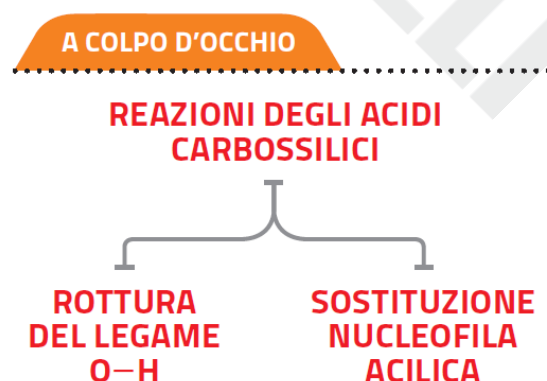 A COLPO D'OCCHIO
REAZIONI DEGLI ACIDI
CARBOSSILICI
ROTTURA
DEL LEGAME
O–H
SOSTITUZIONE
NUCLEOFILA
ACILICA